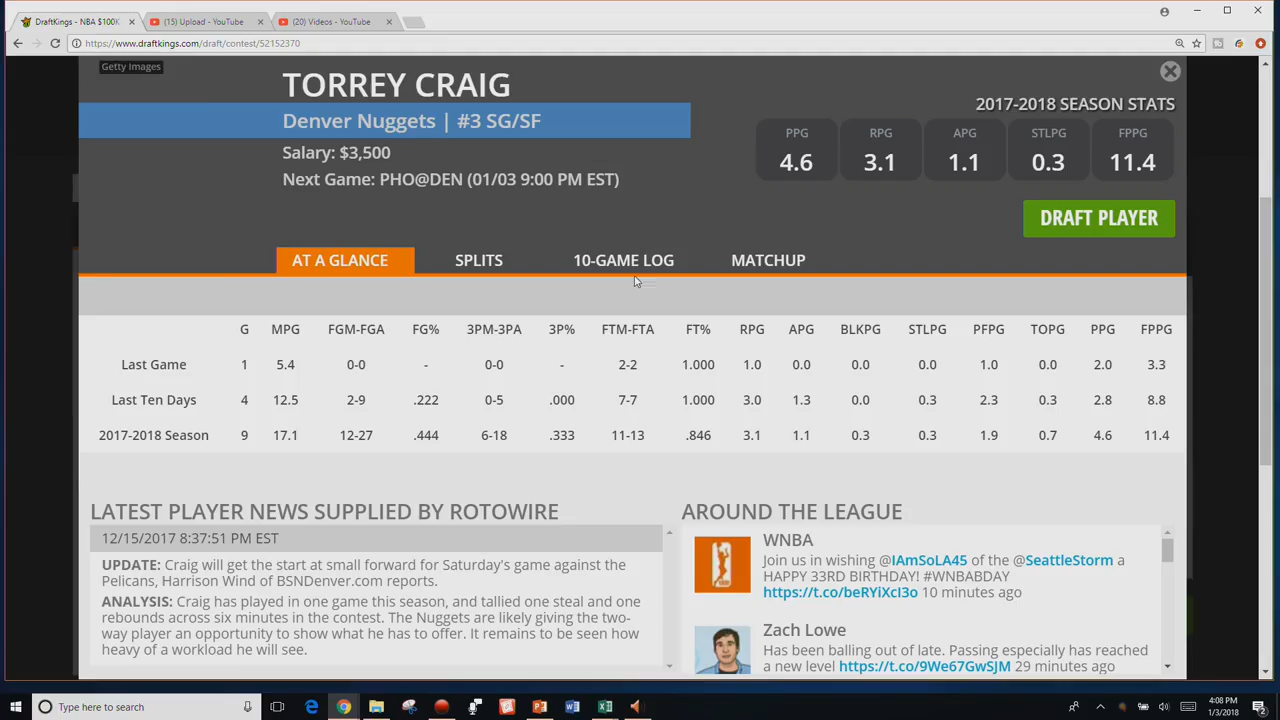 DraftKings - NBA $100K
(15) Upload - YouTube
(20) Videos - YouTube
https://www.draftkings.com/draft/contest/52152370
Getty Images
TORREY CRAIG
Denver Nuggets | #3 SG/SF
Salary: $3,500
Next Game: PHO@DEN (01/03 9:00 PM EST)
2017-2018 SEASON STATS
PPG RPG APG STLPG FPPG
4.6 3.1 1.1 0.3 11.4
DRAFT PLAYER
AT A GLANCE SPLITS 10-GAME LOG MATCHUP
G MPG FGM-FGA FG% 3PM-3PA 3P% FTM-FTA FT% RPG APG BLKPG STLPG PFPG TOPG PPG FPPG
Last Game 1 5.4 0-0 - 0-0 - 2-2 1.000 1.0 0.0 0.0 0.0 1.0 0.0 2.0 3.3
Last Ten Days 4 12.5 2-9 .222 0-5 .000 7-7 1.000 3.0 1.3 0.0 0.3 2.3 0.3 2.8 8.8
2017-2018 Season 9 17.1 12-27 .444 6-18 .333 11-13 .846 3.1 1.1 0.3 0.3 1.9 0.7 4.6 11.4
LATEST PLAYER NEWS SUPPLIED BY ROTOWIRE
12/15/2017 8:37:51 PM EST
UPDATE: Craig will get the start at small forward for Saturday's game against the
Pelicans, Harrison Wind of BSNDenver.com reports.
ANALYSIS: Craig has played in one game this season, and tallied one steal and one
rebounds across six minutes in the contest. The Nuggets are likely giving the two-
way player an opportunity to show what he has to offer. It remains to be seen how
heavy of a workload he will see.
AROUND THE LEAGUE
WNBA
Join us in wishing @IAmSoLA45 of the @SeattleStorm a
HAPPY 33RD BIRTHDAY! #WNBABDAY
https://t.co/beRYiXcI3o 10 minutes ago
Zach Lowe
Has been balling out of late. Passing especially has reached
a new level https://t.co/9We67GwSJM 29 minutes ago
Type here to search
4:08 PM
1/3/2018